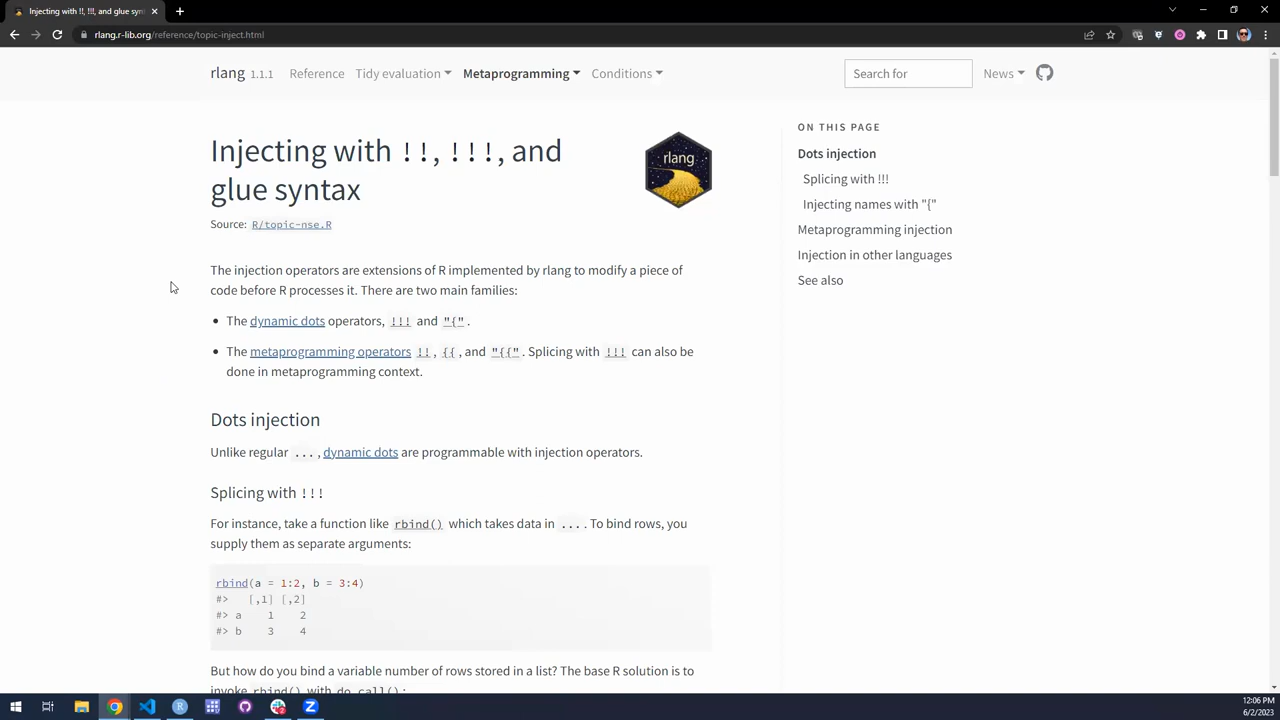 Injecting with !!, !!!, and glue synt
rlang.r-lib.org/reference/topic-inject.html
rlang 1.1.1 Reference Tidy evaluation Metaprogramming Conditions Search for News
Injecting with !!, !!!, and
glue syntax
rlang
Source: R/topic-nse.R
The injection operators are extensions of R implemented by rlang to modify a piece of
code before R processes it. There are two main families:
The dynamic dots operators, !!! and "{".
The metaprogramming operators !!, {{, and "{{". Splicing with !!! can also be
done in metaprogramming context.
Dots injection
Unlike regular ..., dynamic dots are programmable with injection operators.
Splicing with !!!
For instance, take a function like rbind() which takes data in .... To bind rows, you
supply them as separate arguments:
rbind(a = 1:2, b = 3:4)
#>   [,1] [,2]
#> a    1    2
#> b    3    4
But how do you bind a variable number of rows stored in a list? The base R solution is to
invoke rbind() with do.call():
ON THIS PAGE
Dots injection
Splicing with !!!
Injecting names with "{"
Metaprogramming injection
Injection in other languages
See also
12:06 PM
6/2/2023